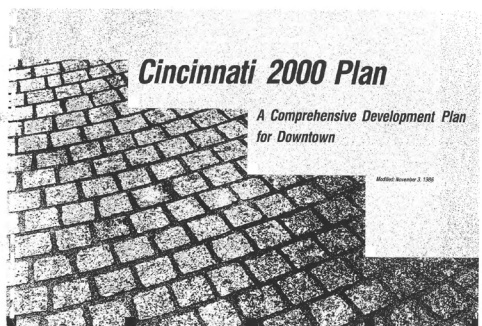 Cincinnati 2000 Plan
A Comprehensive Development Plan
for Downtown
Modified: November 3, 1986